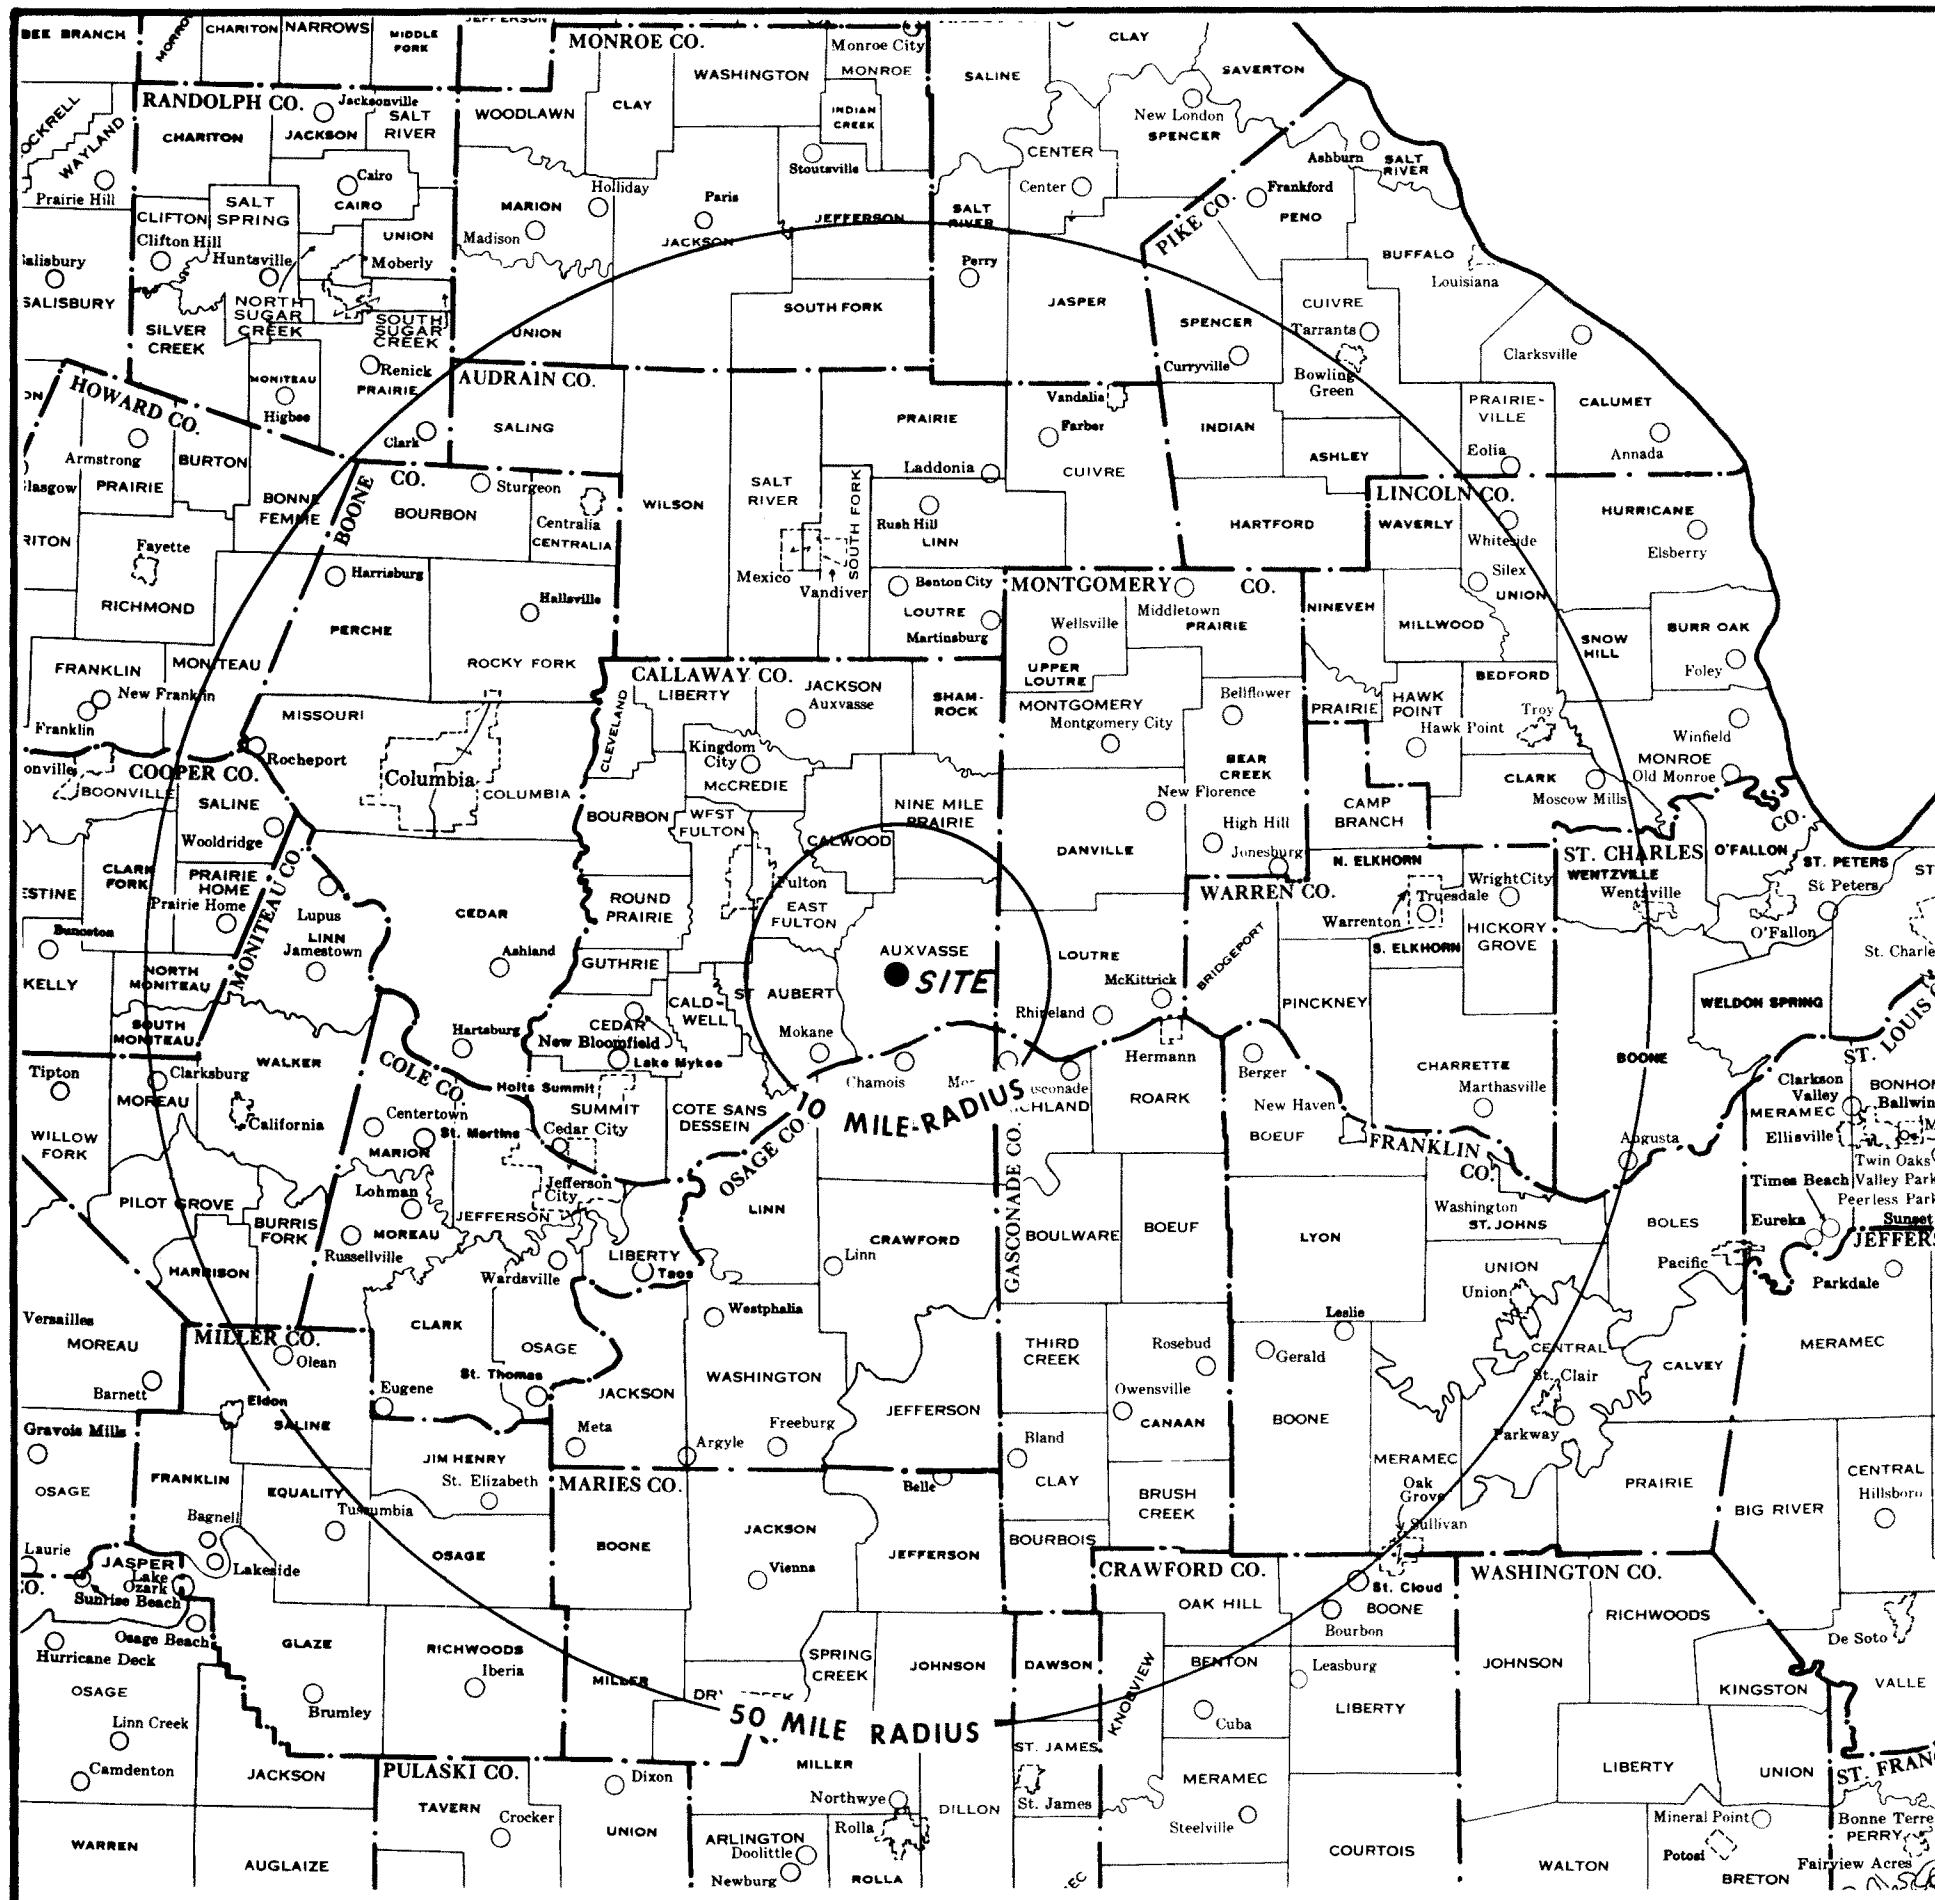 BEE BRANCH
CHARITON
NARROWS
MIDDLE
FORK
MONROE CO.
Monroe City
MONROE
WASHINGTON
SALINE
CLAY
SAVERTON
RANDOLPH CO.
Jacksonville
SALT
RIVER
CHARITON
JACKSON
WOODLAWN
CLAY
INDIAN
CREEK
New London
SPENCER
WAYLAND
Prairie Hill
Cairo
CAIRO
Stoutsville
CENTER
Center
Ashburn
SALT
RIVER
Frankford
PENO
PIKE CO.
SALT
SPRING
CLIFTON
Clifton Hill
Huntsville
UNION
Moberly
MARION
Madison
Holliday
Paris
JACKSON
JEFFERSON
SALT
RIVER
Perry
BUFFALO
Louisiana
SALISBURY
NORTH
SUGAR
CREEK
SOUTH
SUGAR
CREEK
SILVER
CREEK
UNION
SOUTH FORK
JASPER
SPENCER
CUIVRE
Tarrants
Clarksville
Curryville
Bowling
Green
HOWARD CO.
MONITEAU
Higbee
Renick
PRAIRIE
AUDRAIN CO.
Vandalia
PRAIRIE-
VILLE
CALUMET
Armstrong
PRAIRIE
BURTON
Clark
SALING
PRAIRIE
Farber
INDIAN
ASHLEY
Eolia
Annada
BONNE
FEMME
BOONE
CO.
Sturgeon
BOURBON
Centralia
CENTRALIA
WILSON
SALT
RIVER
SOUTH FORK
Laddonia
CUIVRE
Rush Hill
LINN
HARTFORD
LINCOLN CO.
WAVERLY
Whiteside
HURRICANE
Elsberry
Fayette
RICHMOND
Harrisburg
Hallsville
Mexico
Vandiver
Benton City
LOUTRE
Martinsburg
MONTGOMERY
CO.
Middletown
PRAIRIE
Wellsville
UPPER
LOUTRE
NINEVEH
MILLWOOD
Silex
UNION
SNOW
HILL
BURR OAK
Foley
PERCHE
ROCKY FORK
FRANKLIN
MONITEAU
New Franklin
Franklin
CALLAWAY CO.
LIBERTY
CLEVELAND
JACKSON
Auxvasse
SHAM-
ROCK
MONTGOMERY
Montgomery City
Bellflower
PRAIRIE
HAWK
POINT
Hawk Point
BEDFORD
Troy
Winfield
MISSOURI
Rocheport
Columbia
COLUMBIA
Kingdom
City
McCREDIE
BEAR
CREEK
MONROE
Old Monroe
CLARK
Moscow Mills
COOPER CO.
BOONVILLE
SALINE
Wooldridge
BOURBON
WEST
FULTON
NINE MILE
PRAIRIE
CALWOOD
New Florence
High Hill
Jonesburg
DANVILLE
CAMP
BRANCH
N. ELKHORN
ST. CHARLES
CO.
WENTZVILLE
Wentzville
O'FALLON
O'Fallon
ST. PETERS
St Peters
CLARK
FORK
PRAIRIE
HOME
Prairie Home
MONITEAU CO.
Lupus
LINN
Jamestown
CEDAR
Ashland
ROUND
PRAIRIE
Fulton
EAST
FULTON
WARREN CO.
Truesdale
Warrenton
Wright City
HICKORY
GROVE
S. ELKHORN
Bunceton
KELLY
NORTH
MONITEAU
GUTHRIE
AUXVASSE
SITE
LOUTRE
McKittrick
BRIDGEPORT
PINCKNEY
WELDON SPRING
SOUTH
MONITEAU
WALKER
Hartsburg
CEDAR
New Bloomfield
Lake Mykee
CALD-
WELL
ST AUBERT
Mokane
Chamois
Rhineland
Hermann
Berger
CHARRETTE
Marthasville
BOONE
Tipton
Clarksburg
MOREAU
California
COLE CO.
Holts Summit
SUMMIT
Cedar City
COTE SANS
DESSEIN
10 MILE-RADIUS
ROARK
New Haven
BOEUF
FRANKLIN
CO.
Augusta
Clarkson
Valley
MERAMEC
Ellisville
Twin Oaks
WILLOW
FORK
Centertown
St. Martins
MARION
Lohman
OSAGE CO.
GASCONADE CO.
Times Beach
Eureka
PILOT GROVE
BURRIS
FORK
MOREAU
Russellville
JEFFERSON
Jefferson
City
Wardsville
LIBERTY
Taos
LINN
CRAWFORD
Linn
BOULWARE
BOEUF
LYON
Washington
ST. JOHNS
BOLES
Pacific
Parkdale
HARRISON
UNION
Union
Versailles
MOREAU
Barnett
MILLER CO.
Olean
CLARK
OSAGE
St. Thomas
Westphalia
WASHINGTON
JACKSON
THIRD
CREEK
Rosebud
Gerald
Leslie
CENTRAL
St. Clair
CALVEY
MERAMEC
Gravois Mills
OSAGE
Eldon
SALINE
Eugene
Meta
Argyle
Freeburg
JEFFERSON
Owensville
CANAAN
BOONE
Parkway
FRANKLIN
JIM HENRY
St. Elizabeth
EQUALITY
Tuscumbia
MARIES CO.
Belle
Bland
CLAY
BRUSH
CREEK
MERAMEC
Oak
Grove
Sullivan
PRAIRIE
BIG RIVER
CENTRAL
Hillsboro
Bagnell
Lakeside
OSAGE
BOONE
JACKSON
Vienna
JEFFERSON
BOURBOIS
Laurie
JASPER
Lake
Ozark
Sunrise Beach
Osage Beach
Hurricane Deck
CRAWFORD CO.
OAK HILL
St. Cloud
BOONE
Bourbon
WASHINGTON CO.
RICHWOODS
De Soto
GLAZE
Brumley
RICHWOODS
Iberia
MILLER
SPRING
CREEK
JOHNSON
DAWSON
KNOBVIEW
BENTON
Leasburg
LIBERTY
JOHNSON
KINGSTON
VALLE
OSAGE
Linn Creek
Camdenton
50 MILE RADIUS
Cuba
JACKSON
PULASKI CO.
Dixon
MILLER
ST. JAMES
St. James
MERAMEC
Steelville
LIBERTY
UNION
TAVERN
Crocker
Northwye
Rolla
DILLON
Mineral Point
Potosi
Bonne Terre
PERRY
WARREN
AUGLAIZE
UNION
ARLINGTON
Doolittle
Newburg
ROLLA
COURTOIS
WALTON
BRETON
Fairview Acres